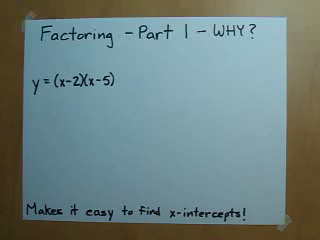 Factoring - Part 1 - WHY?
y = (x-2)(x-5)
Makes it easy to find x-intercepts!